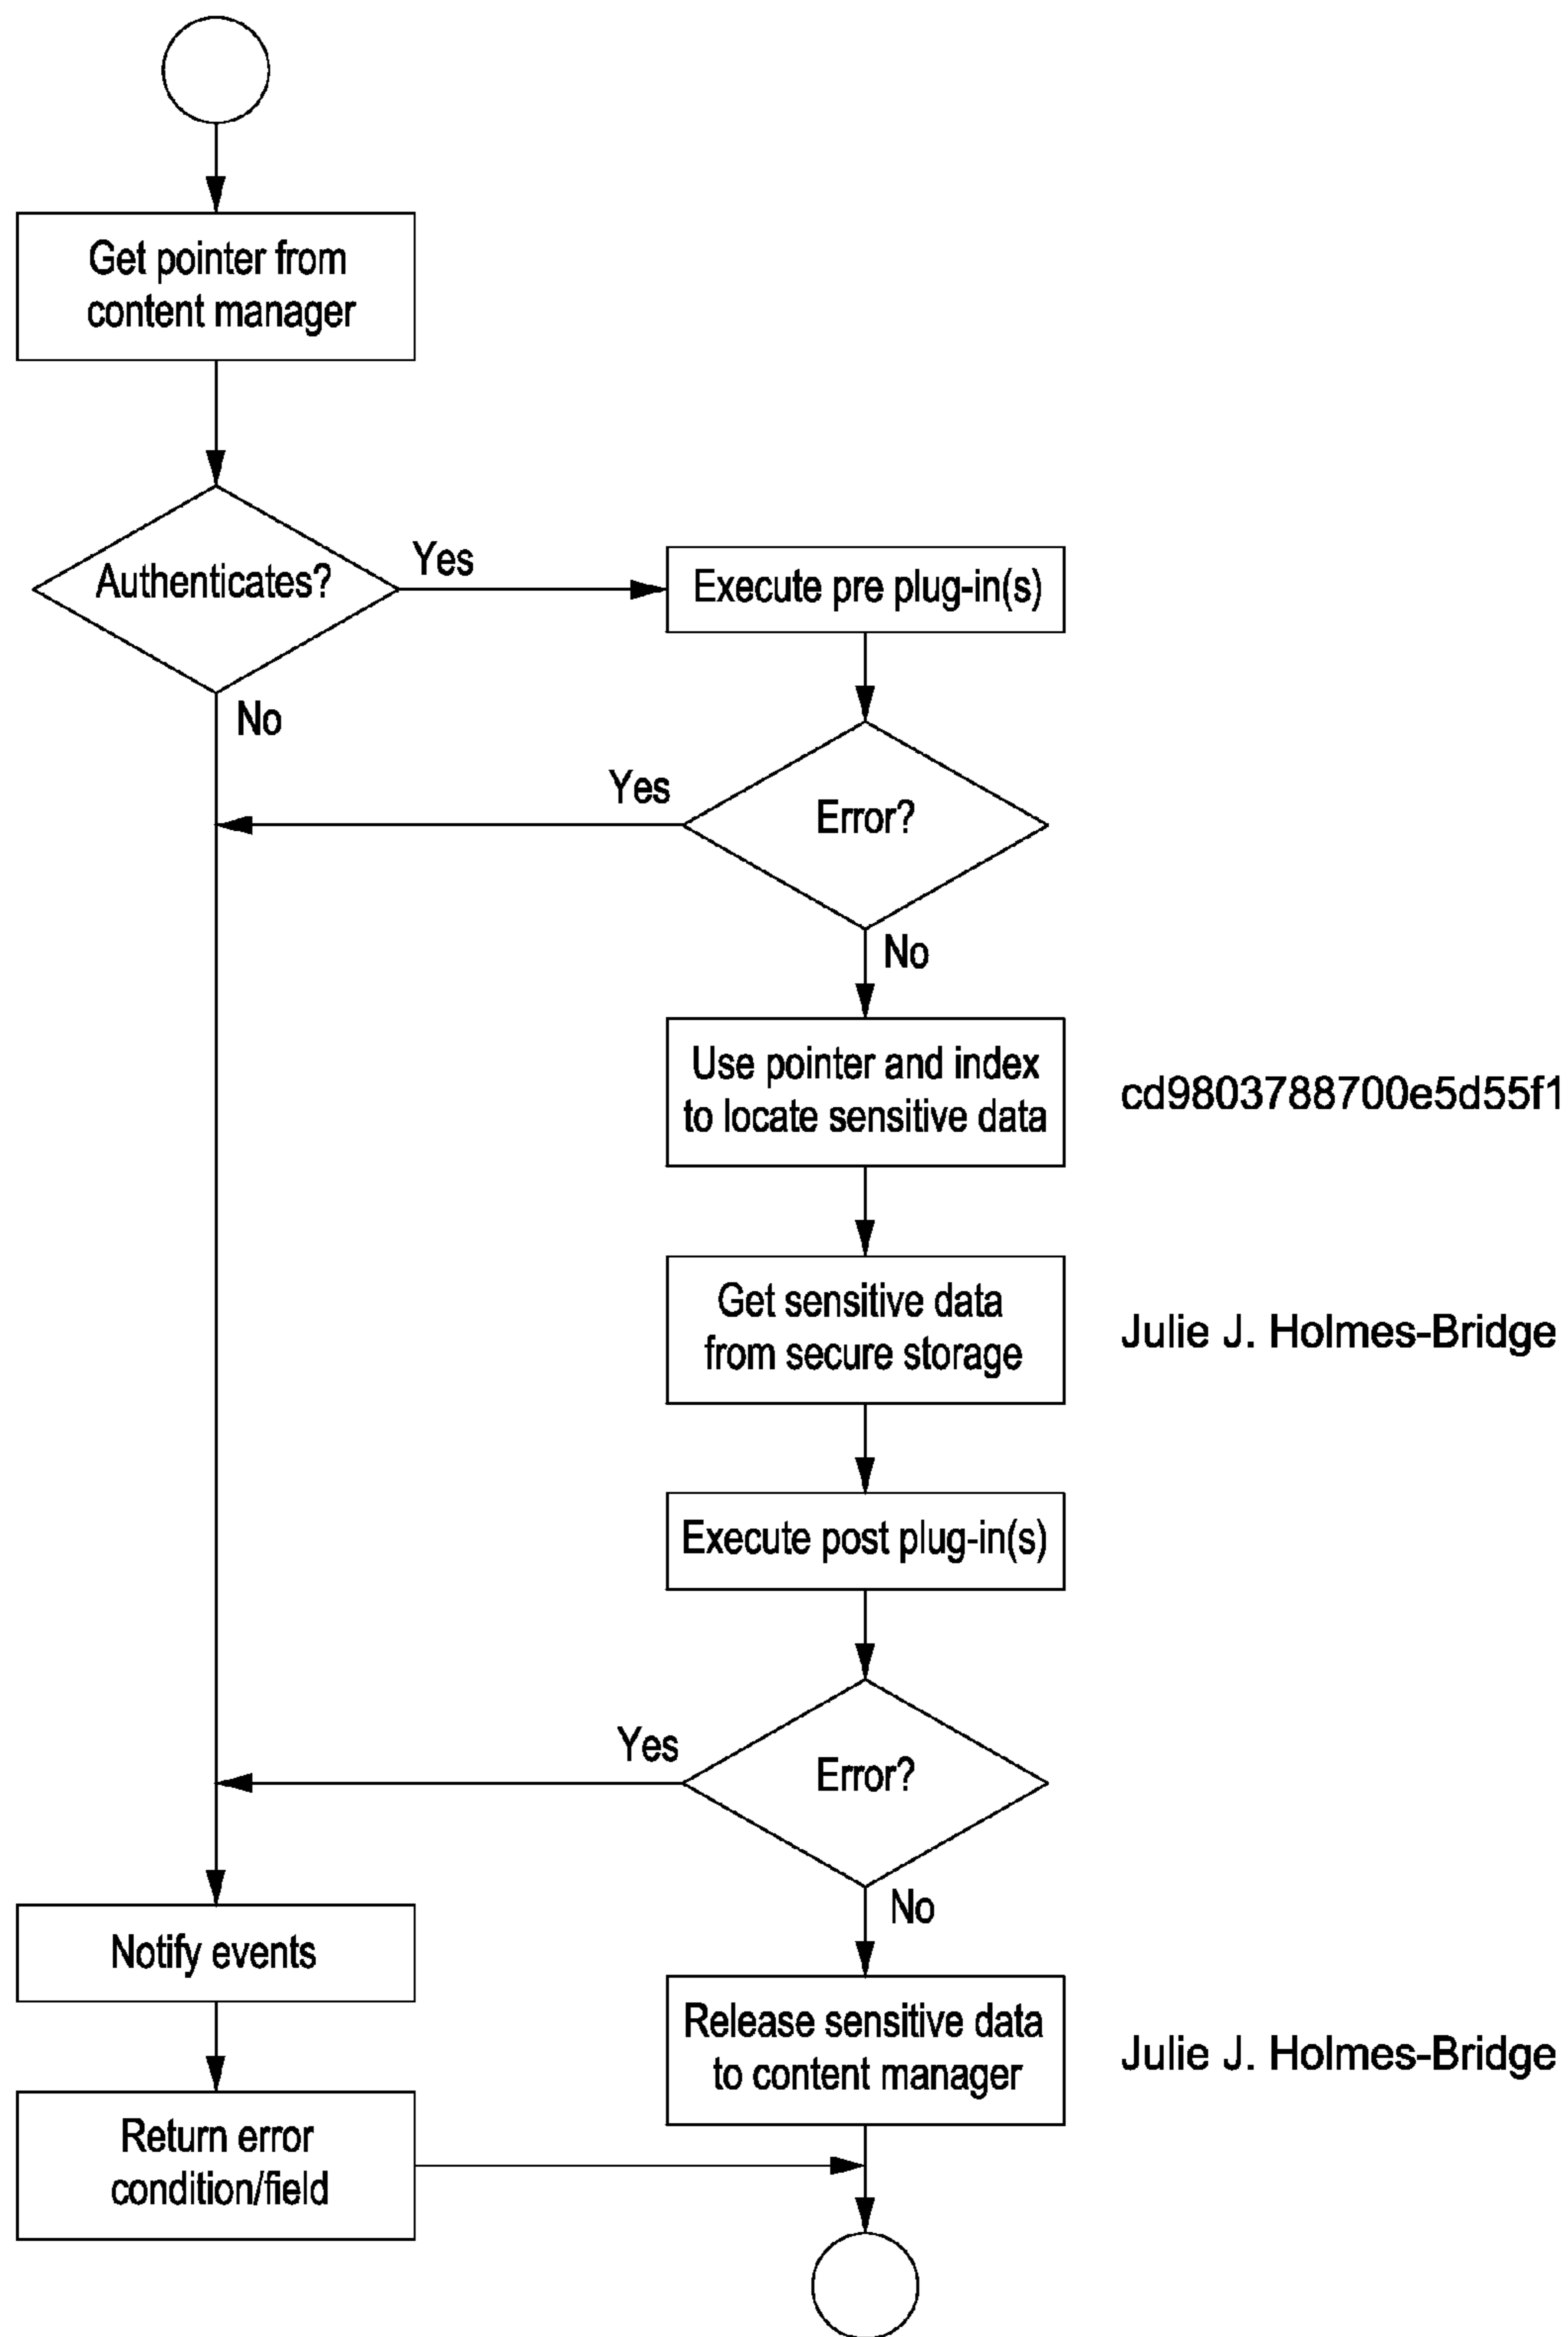 Get pointer from
content manager
Authenticates?
Yes
Execute pre plug-in(s)
No
Yes
Error?
No
Use pointer and index
to locate sensitive data
cd9803788700e5d55f1
Get sensitive data
from secure storage
Julie J. Holmes-Bridge
Execute post plug-in(s)
Yes
Error?
No
Notify events
Release sensitive data
to content manager
Julie J. Holmes-Bridge
Return error
condition/field